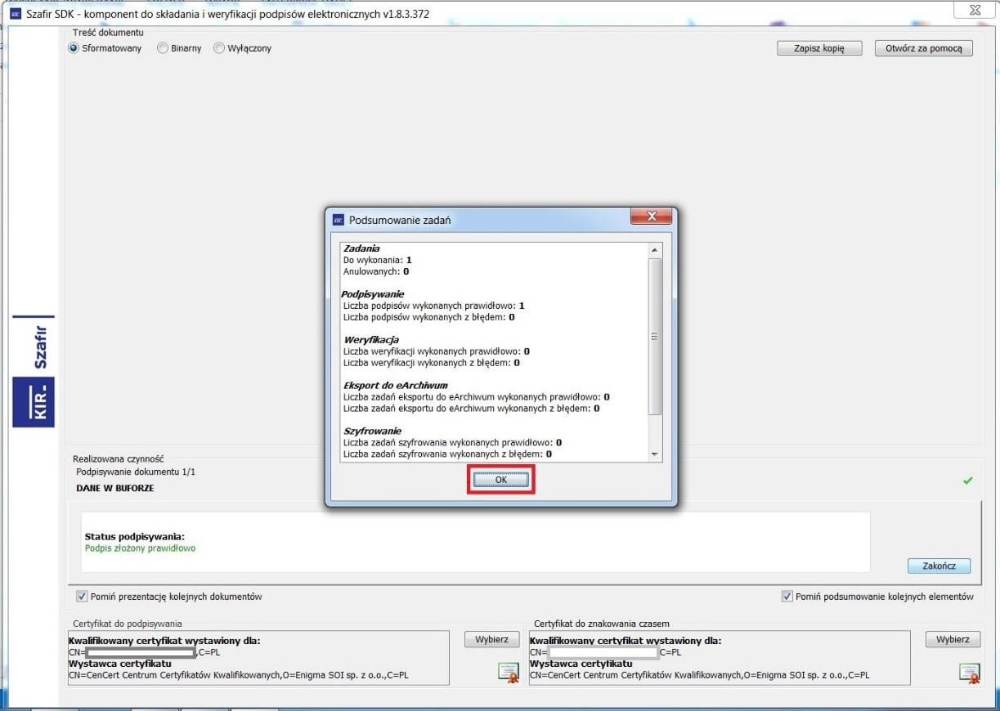 Szafir SDK - komponent do składania i weryfikacji podpisów elektronicznych v1.8.3.372
Treść dokumentu
Sformatowany Binarny Wyłączony Zapisz kopię Otwórz za pomocą
Podsumowanie zadań
Zadania
Do wykonania: 1
Anulowanych: 0
Podpisywanie
Liczba podpisów wykonanych prawidłowo: 1
Liczba podpisów wykonanych z błędem: 0
Weryfikacja
Liczba weryfikacji wykonanych prawidłowo: 0
Liczba weryfikacji wykonanych z błędem: 0
Eksport do eArchiwum
Liczba zadań eksportu do eArchiwum wykonanych prawidłowo: 0
Liczba zadań eksportu do eArchiwum wykonanych z błędem: 0
Szyfrowanie
Liczba zadań szyfrowania wykonanych prawidłowo: 0
Liczba zadań szyfrowania wykonanych z błędem: 0
OK
KIR. Szafir
Realizowana czynność
Podpisywanie dokumentu 1/1
DANE W BUFORZE
Status podpisywania:
Podpis złożony prawidłowo
Zakończ
Pomiń prezentację kolejnych dokumentów Pomiń podsumowanie kolejnych elementów
Certyfikat do podpisywania
Kwalifikowany certyfikat wystawiony dla:
CN= ,C=PL
Wystawca certyfikatu
CN=CenCert Centrum Certyfikatów Kwalifikowanych,O=Enigma SOI sp. z o.o.,C=PL
Wybierz
Certyfikat do znakowania czasem
Kwalifikowany certyfikat wystawiony dla:
CN= C=PL
Wystawca certyfikatu
CN=CenCert Centrum Certyfikatów Kwalifikowanych,O=Enigma SOI sp. z o.o.,C=PL
Wybierz